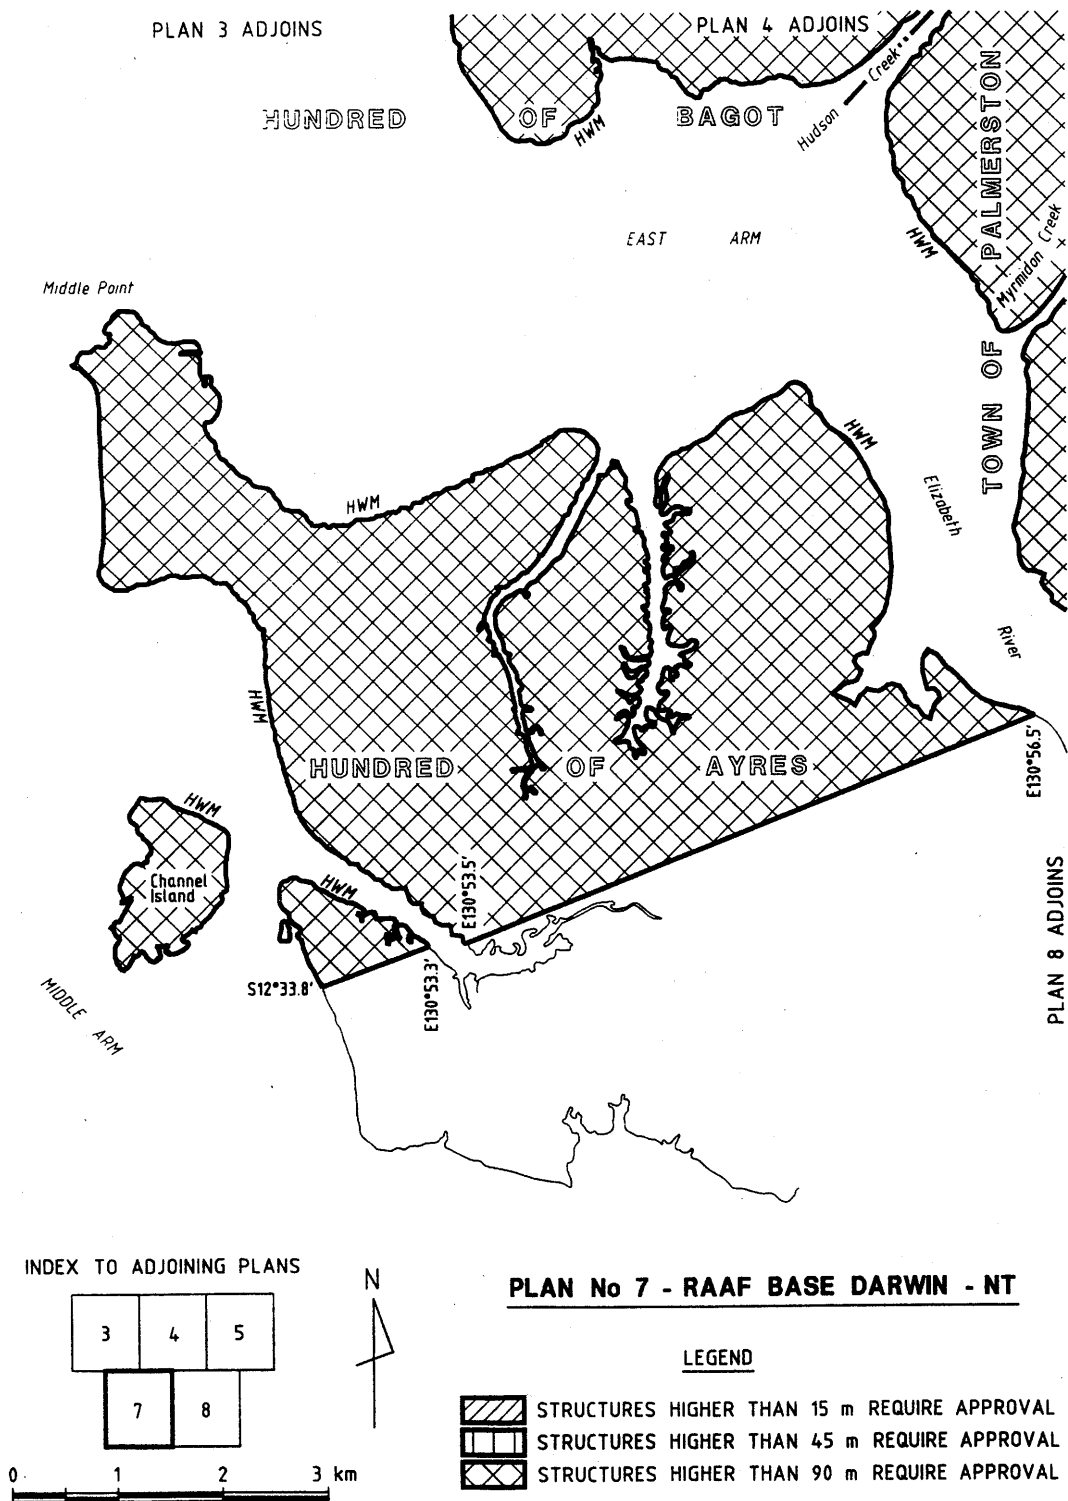 PLAN 3 ADJOINS
PLAN 4 ADJOINS
HUNDRED OF BAGOT
Hudson Creek
HWM
TOWN OF PALMERSTON
HWM
Myrmidon Creek
EAST ARM
Middle Point
HWM
HWM
Elizabeth River
HWM
HUNDRED OF AYRES
E130°56.5'
HWM
Channel
Island
HWM
E130°53.5'
S12°33.8'
E130°53.3'
MIDDLE ARM
PLAN 8 ADJOINS
INDEX TO ADJOINING PLANS
3 4 5
7 8
N
0 1 2 3 km
PLAN No 7 - RAAF BASE DARWIN - NT
LEGEND
STRUCTURES HIGHER THAN 15 m REQUIRE APPROVAL
STRUCTURES HIGHER THAN 45 m REQUIRE APPROVAL
STRUCTURES HIGHER THAN 90 m REQUIRE APPROVAL